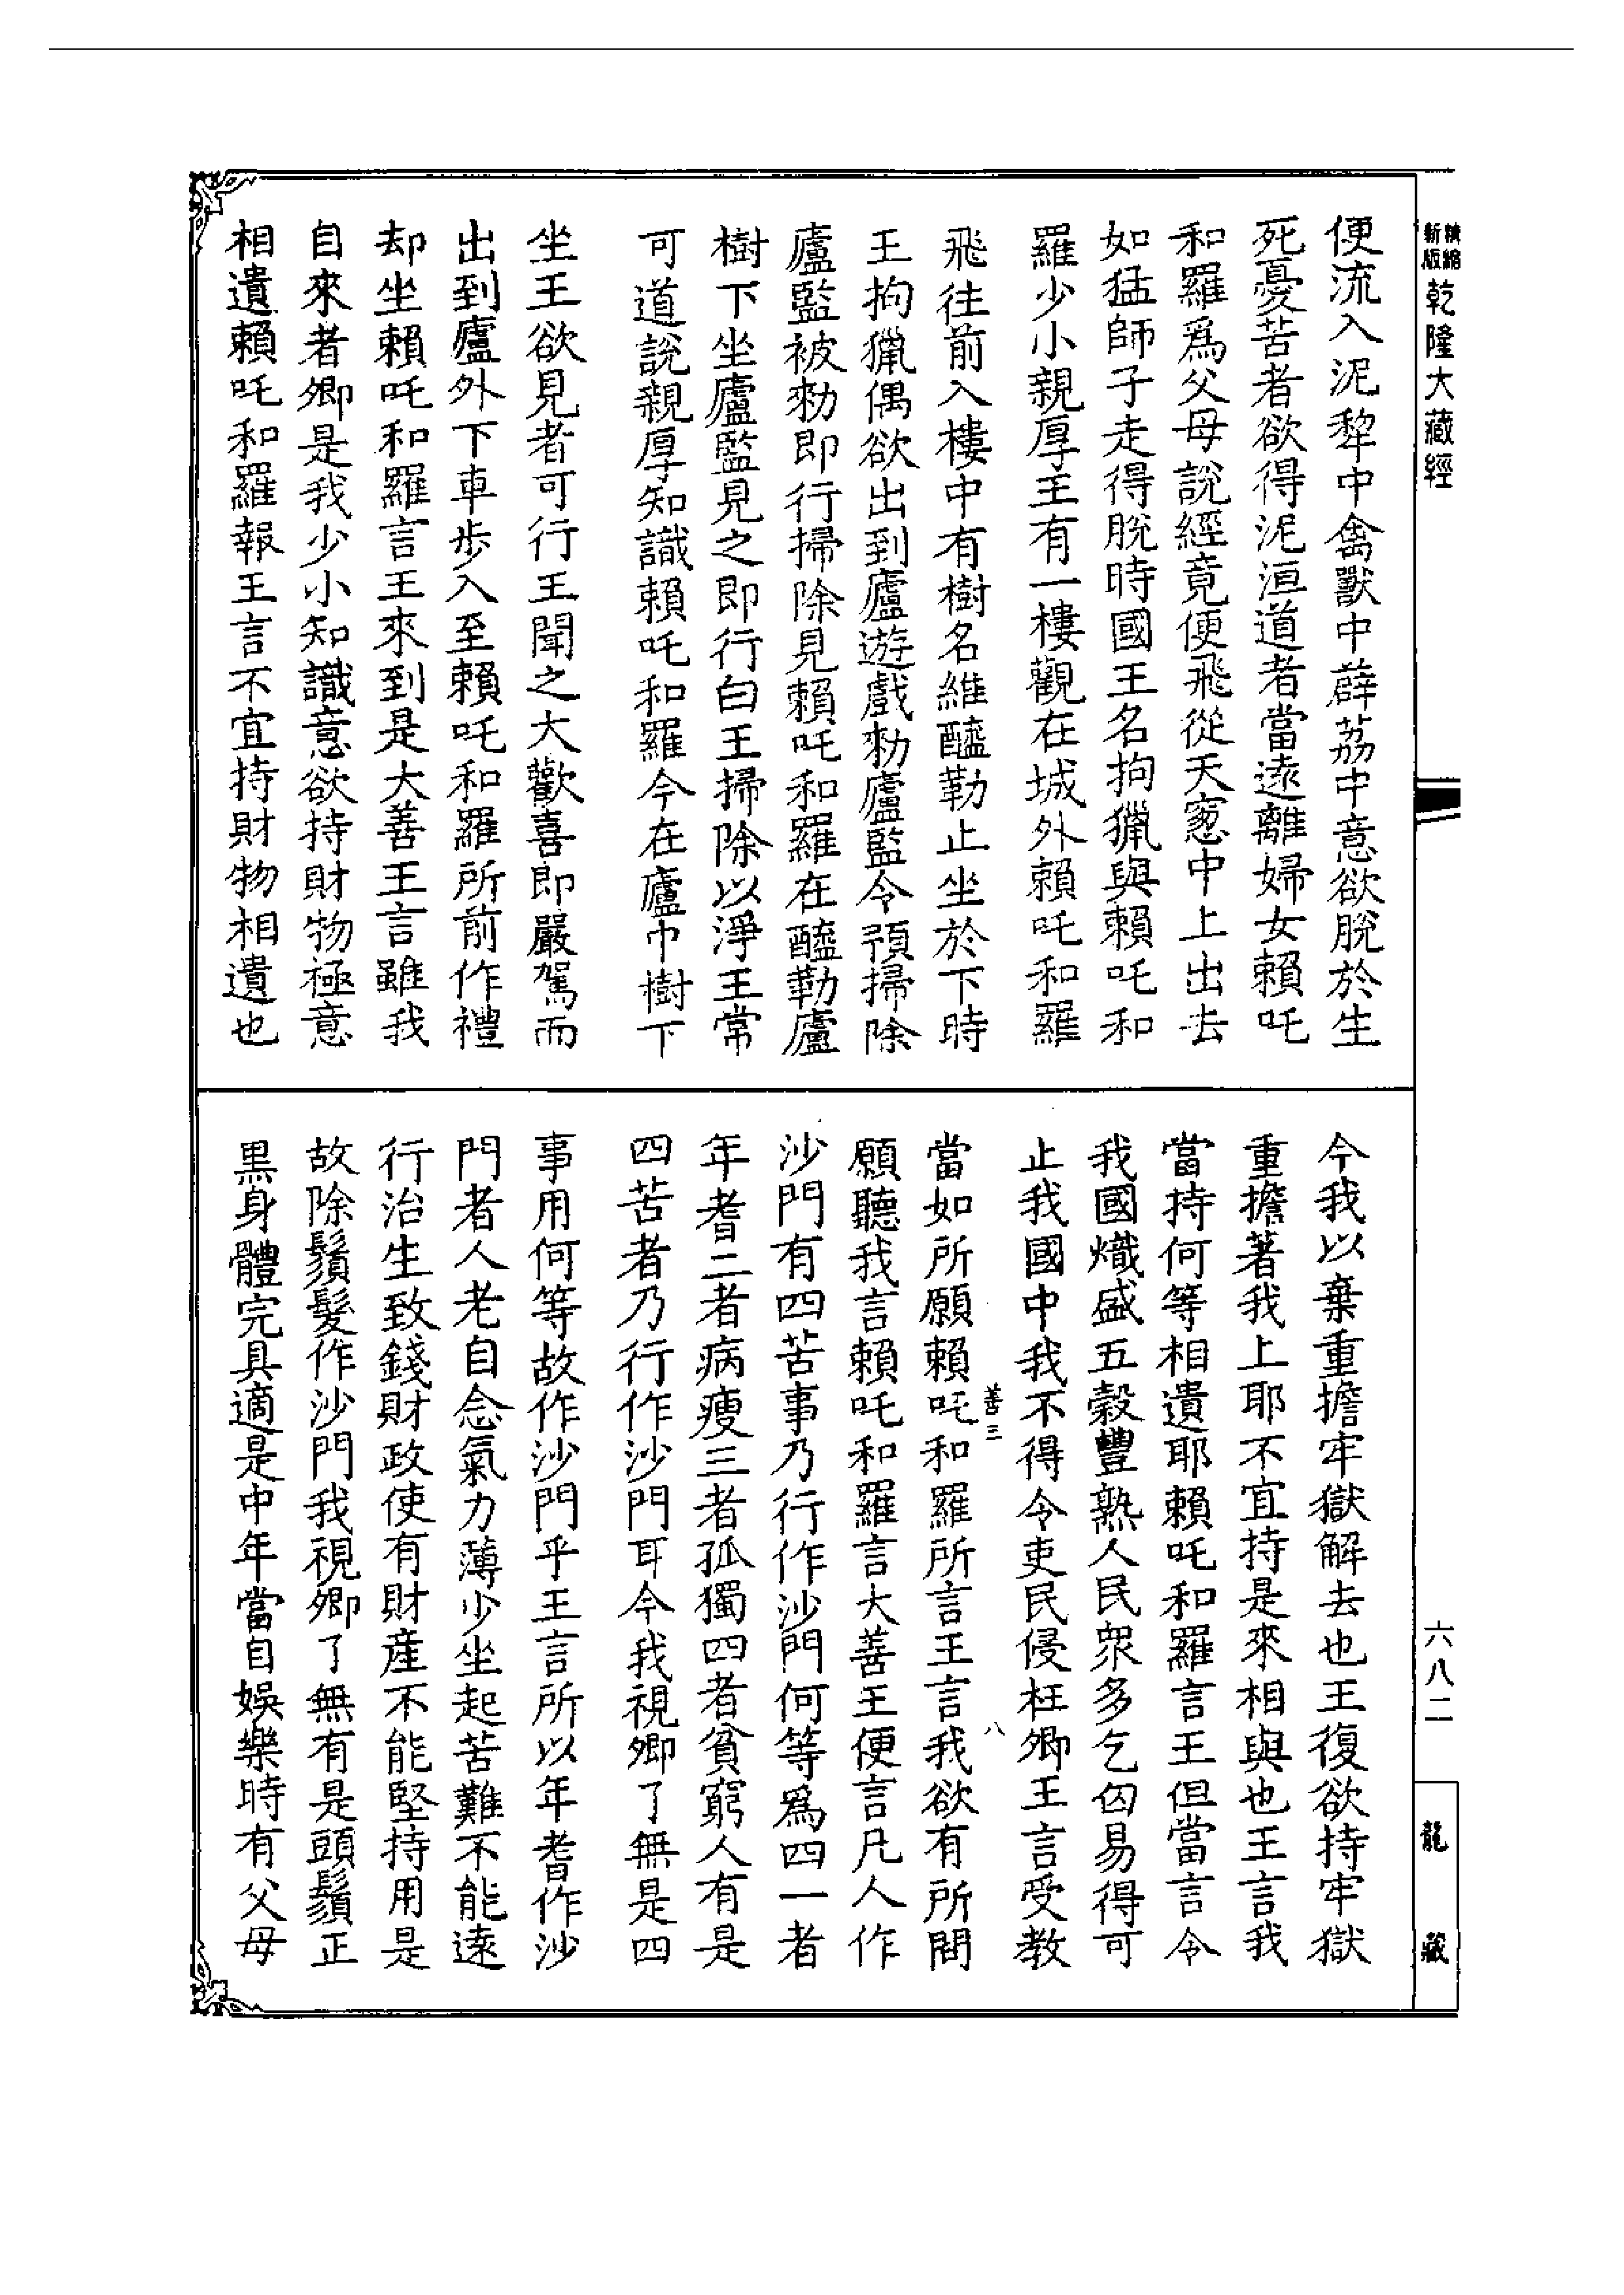 精縮新版乾隆大藏經
便流入泥犂中禽獸中薜荔中意欲脫於生
死憂苦者欲得泥洹道者當遠離婦女賴吒
和羅爲父母說經竟便飛從天窻中上出去
如猛師子走得脫時國王名拘獵與賴吒和
羅少小親厚王有一樓觀在城外賴吒和羅
飛往前入樓中有樹名維醯勒止坐於下時
王拘獵偶欲出到廬遊戲勑廬監令預掃除
廬監被勑即行掃除見賴吒和羅在醯勒廬
樹下坐廬監見之即行白王掃除以淨王常
可道說親厚知識賴吒和羅今在廬中樹下
坐王欲見者可行王聞之大歡喜即嚴駕而
出到廬外下車步入至賴吒和羅所前作禮
却坐賴吒和羅言王來到是大善王言雖我
自來者卿是我少小知識意欲持財物極意
相遺賴吒和羅報王言不宜持財物相遺也
今我以棄重擔牢獄解去也王復欲持牢獄
重擔著我上耶不宜持是來相與也王言我
當持何等相遺耶賴吒和羅言王但當言令
我國熾盛五穀豐熟人民衆多乞匃易得可
止我國中我不得令吏民侵枉卿王言受教
當如所願賴吒和羅所言王言我欲有所問
善三
八
願聽我言賴吒和羅言大善王便言凡人作
沙門有四苦事乃行作沙門何等爲四一者
年耆二者病瘦三者孤獨四者貧窮人有是
四苦者乃行作沙門耳今我視卿了無是四
事用何等故作沙門乎王言所以年耆作沙
門者人老自念氣力薄少坐起苦難不能遠
行治生致錢財政使有財產不能堅持用是
故除鬚髮作沙門我視卿了無有是頭鬚正
黑身體完具適是中年當自娛樂時有父母
六八二
龍藏